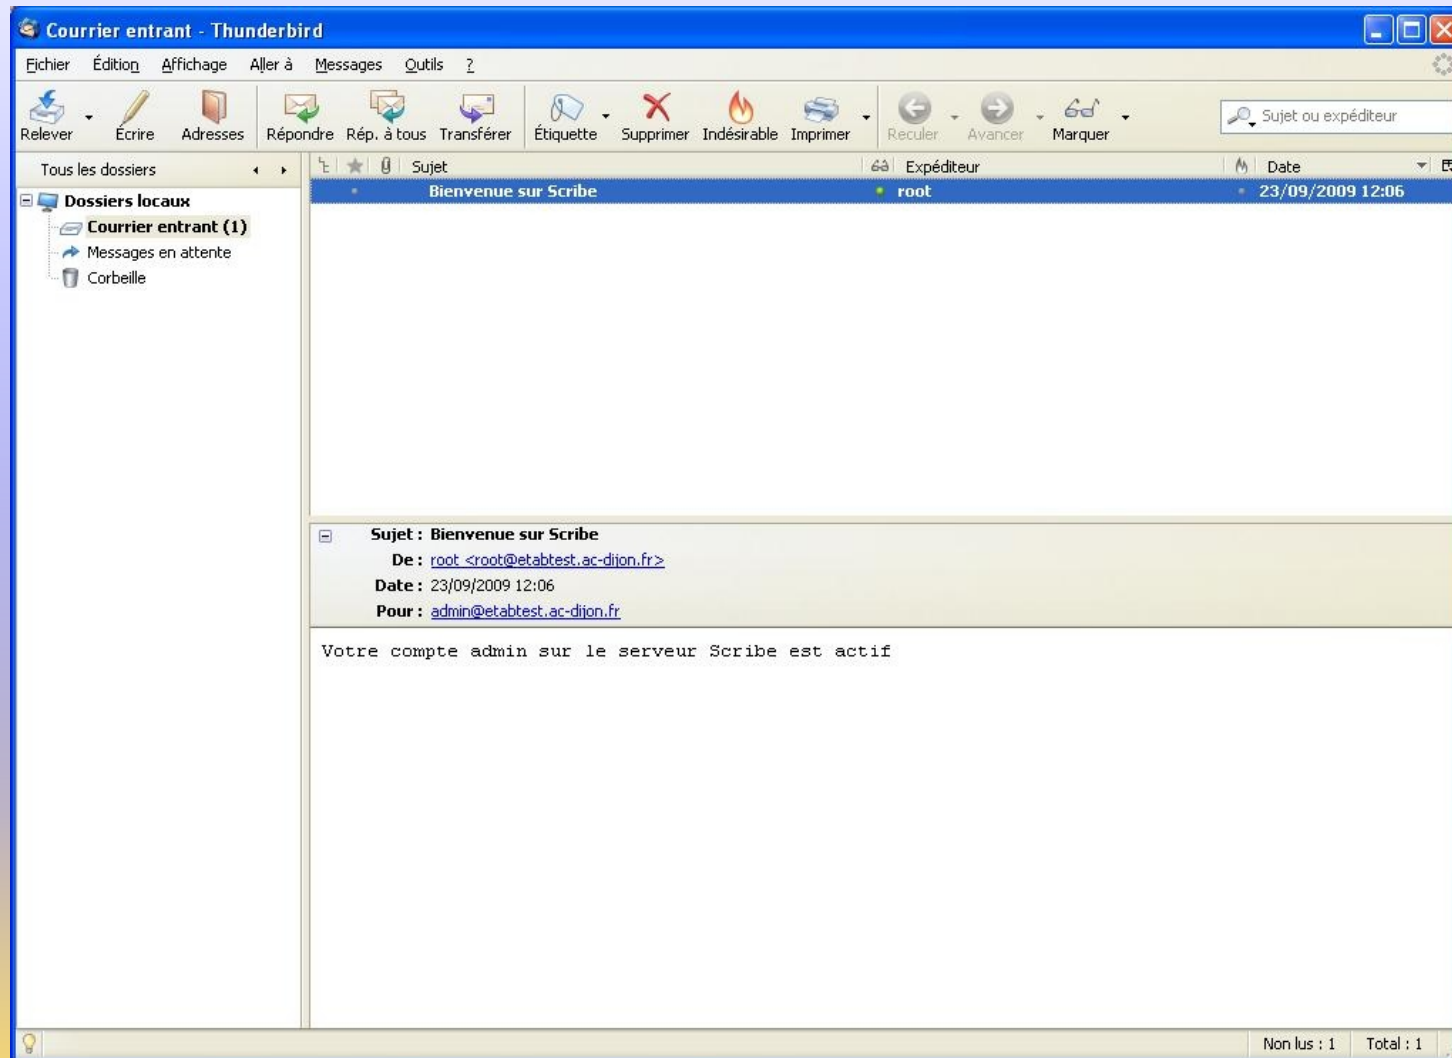 Courrier entrant - Thunderbird
Fichier Édition Affichage Aller à Messages Outils ?
Relever Écrire Adresses Répondre Rép. à tous Transférer Étiquette Supprimer Indésirable Imprimer Reculer Avancer Marquer Sujet ou expéditeur
Tous les dossiers Sujet Expéditeur Date
Bienvenue sur Scribe root 23/09/2009 12:06
Dossiers locaux
Courrier entrant (1)
Messages en attente
Corbeille
Sujet : Bienvenue sur Scribe
De : root <root@etabtest.ac-dijon.fr>
Date : 23/09/2009 12:06
Pour : admin@etabtest.ac-dijon.fr
Votre compte admin sur le serveur Scribe est actif
Non lus : 1 Total : 1